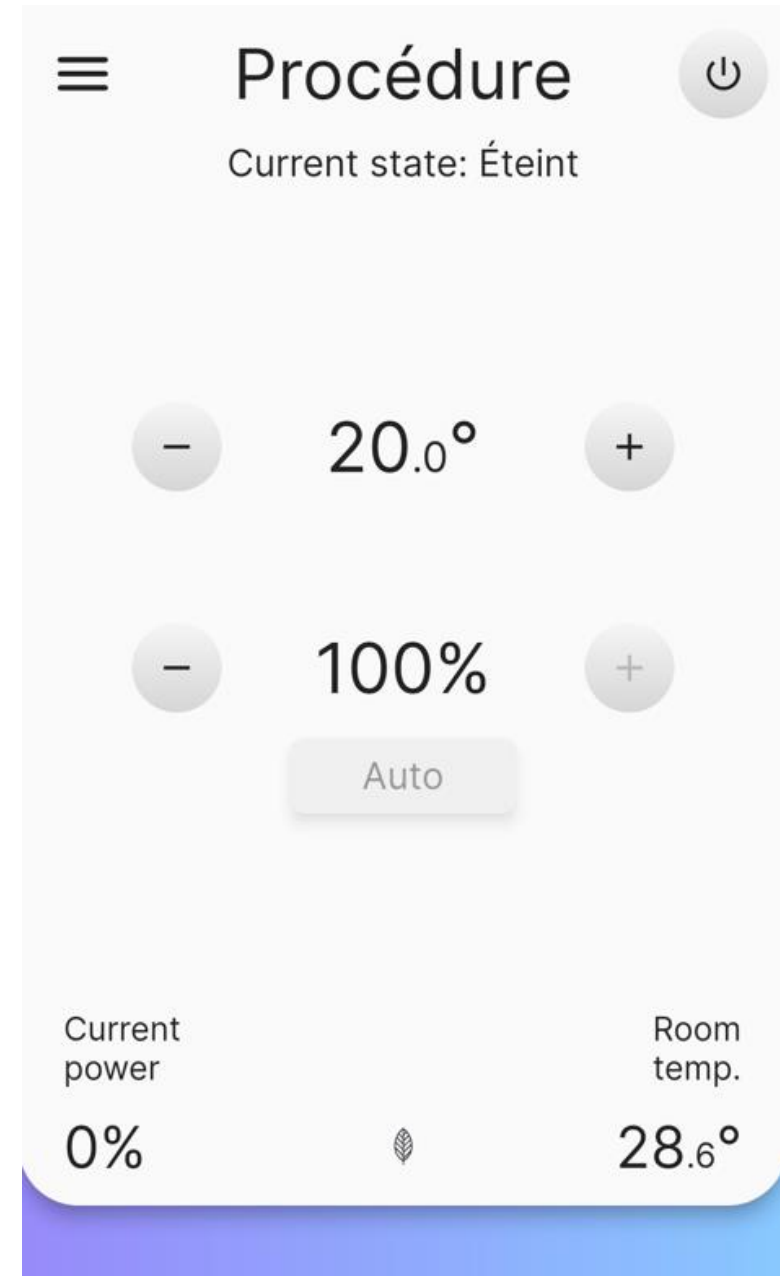 Procédure
Current state: Éteint
− 20.0° +
− 100% +
Auto
Current power
Room temp.
0%
28.6°